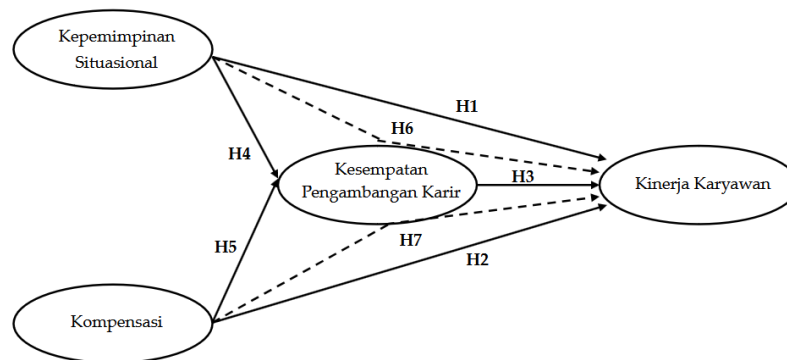 Kepemimpinan
Situasional
H1
H6
H4
Kesempatan
Pengambangan Karir
H3
Kinerja Karyawan
H7
H5
H2
Kompensasi